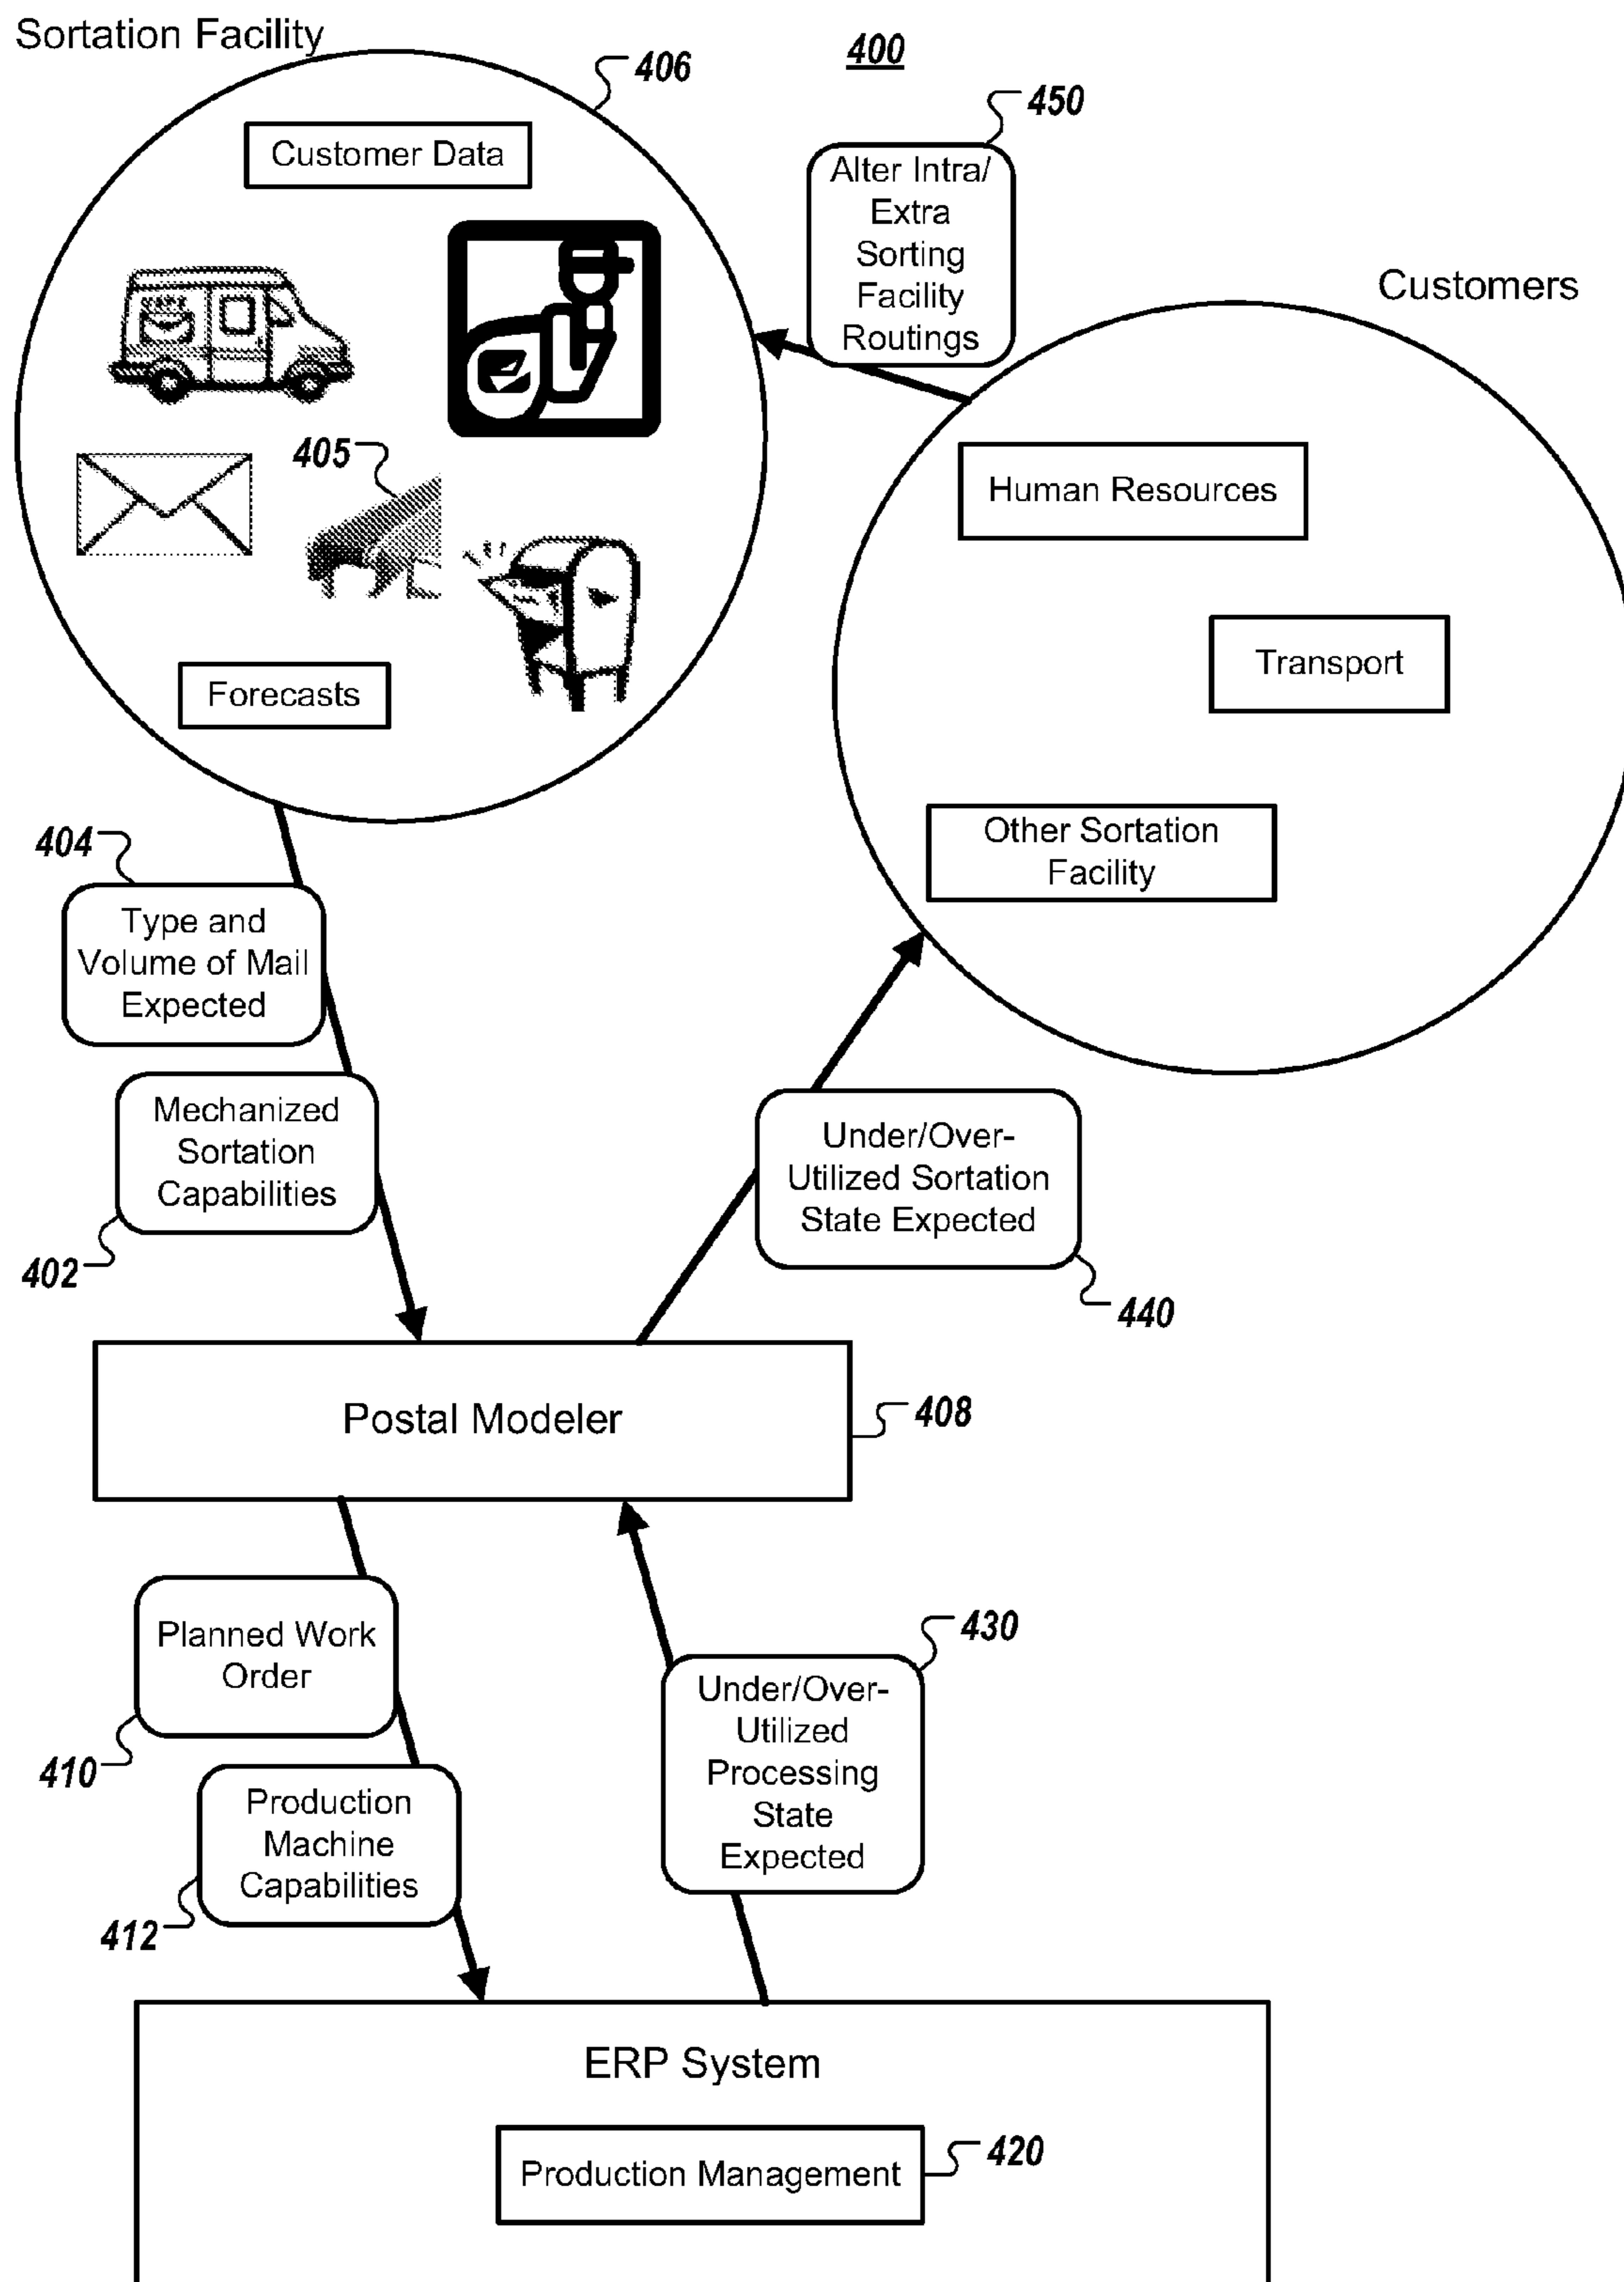 Sortation Facility
400
406
450
Customer Data
Alter Intra/
Extra
Sorting
Facility
Routings
Customers
405
Human Resources
Transport
Forecasts
Other Sortation
Facility
404
Type and
Volume of Mail
Expected
Mechanized
Sortation
Capabilities
402
Under/Over-
Utilized Sortation
State Expected
440
Postal Modeler
408
Planned Work
Order
410
430
Under/Over-
Utilized
Processing
State
Expected
Production
Machine
Capabilities
412
ERP System
Production Management
420